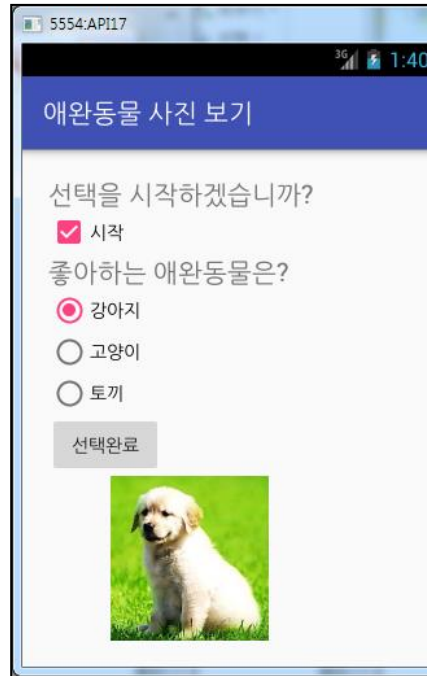 5554:API17
3G 1:40
애완동물 사진 보기
선택을 시작하겠습니까?
시작
좋아하는 애완동물은?
강아지
고양이
토끼
선택완료